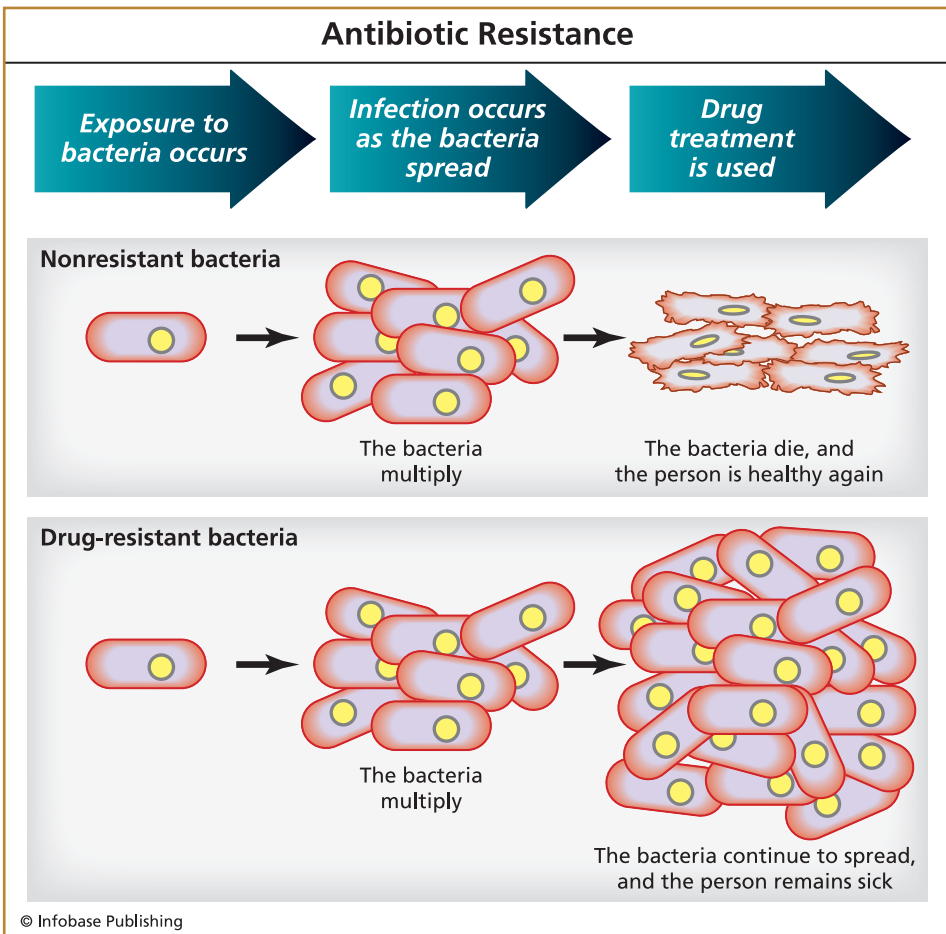 Antibiotic Resistance
Exposure to
bacteria occurs
Infection occurs
as the bacteria
spread
Drug
treatment
is used
Nonresistant bacteria
The bacteria
multiply
The bacteria die, and
the person is healthy again
Drug-resistant bacteria
The bacteria
multiply
The bacteria continue to spread,
and the person remains sick
© Infobase Publishing